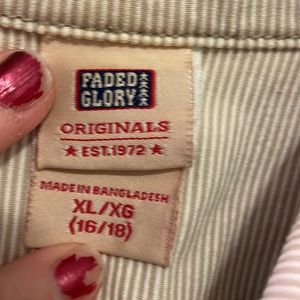 FADED
GLORY
ORIGINALS
★ EST.1972 ★
MADE IN BANGLADESH
XL/XG
(16/18)